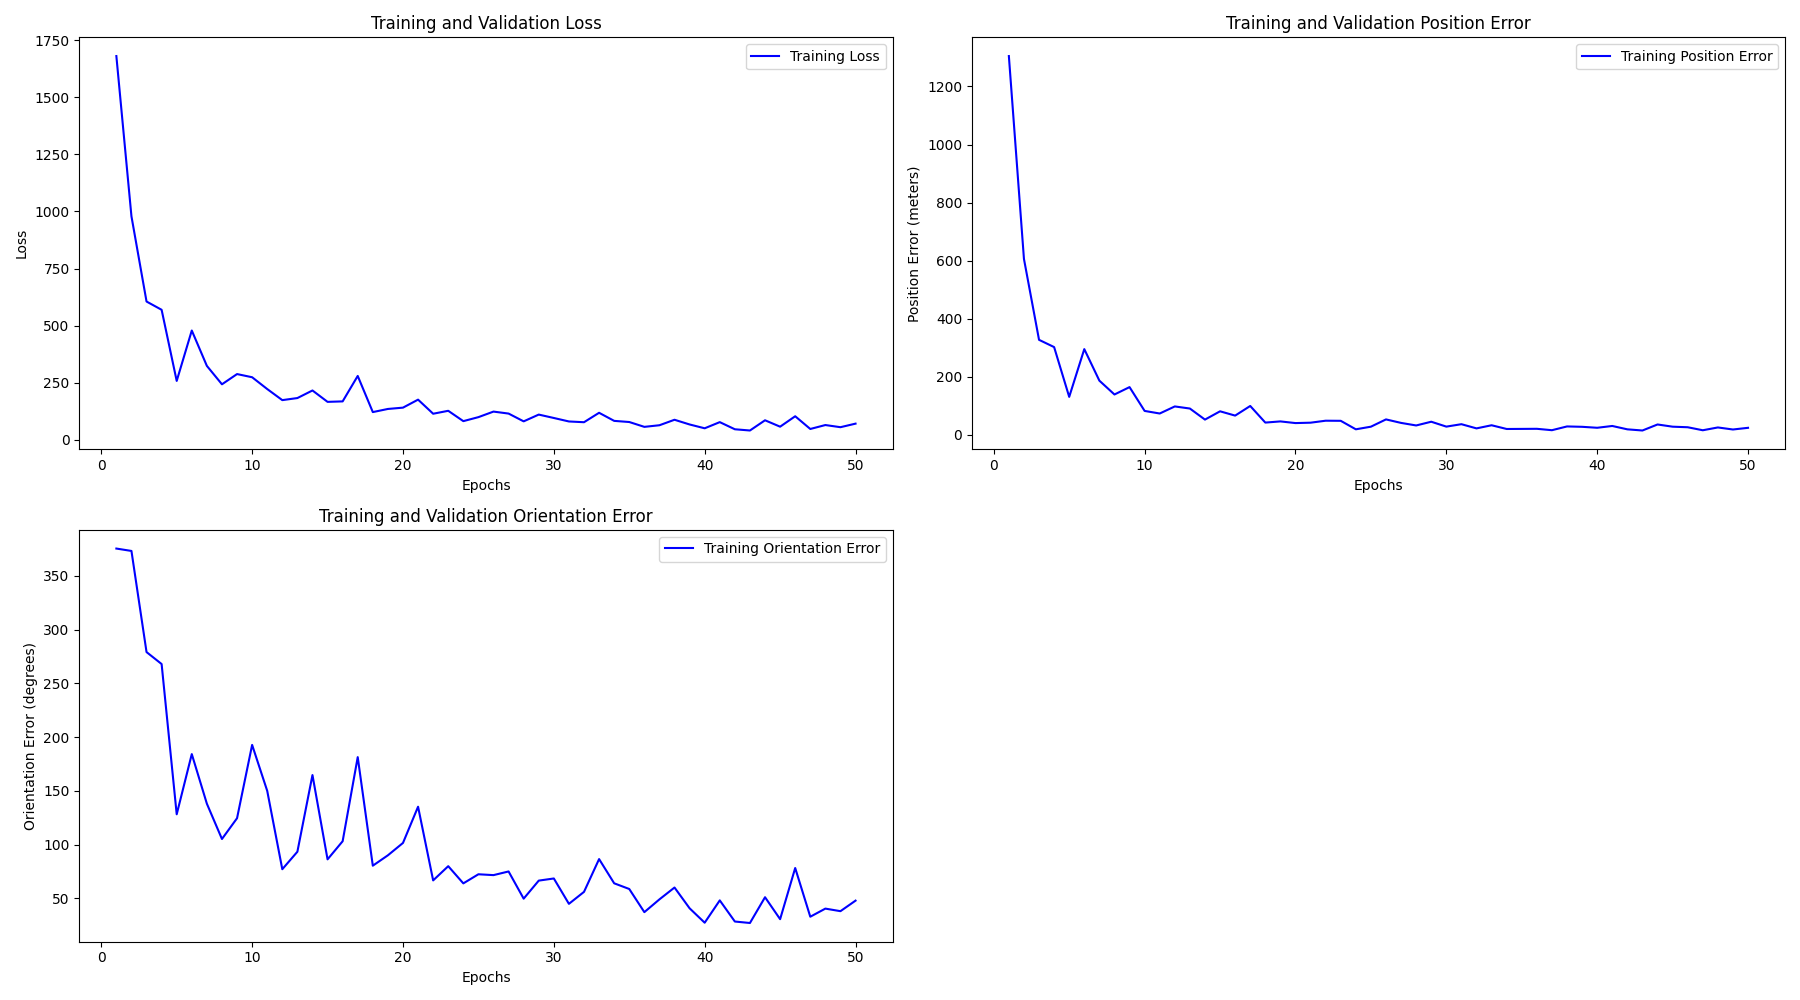 Training and Validation Loss
1750
1500
1250
1000
750
500
250
0
Loss
Training Loss
0 10 20 30 40 50
Epochs
Training and Validation Position Error
1200
1000
800
600
400
200
0
Position Error (meters)
Training Position Error
0 10 20 30 40 50
Epochs
Training and Validation Orientation Error
350
300
250
200
150
100
50
Orientation Error (degrees)
Training Orientation Error
0 10 20 30 40 50
Epochs